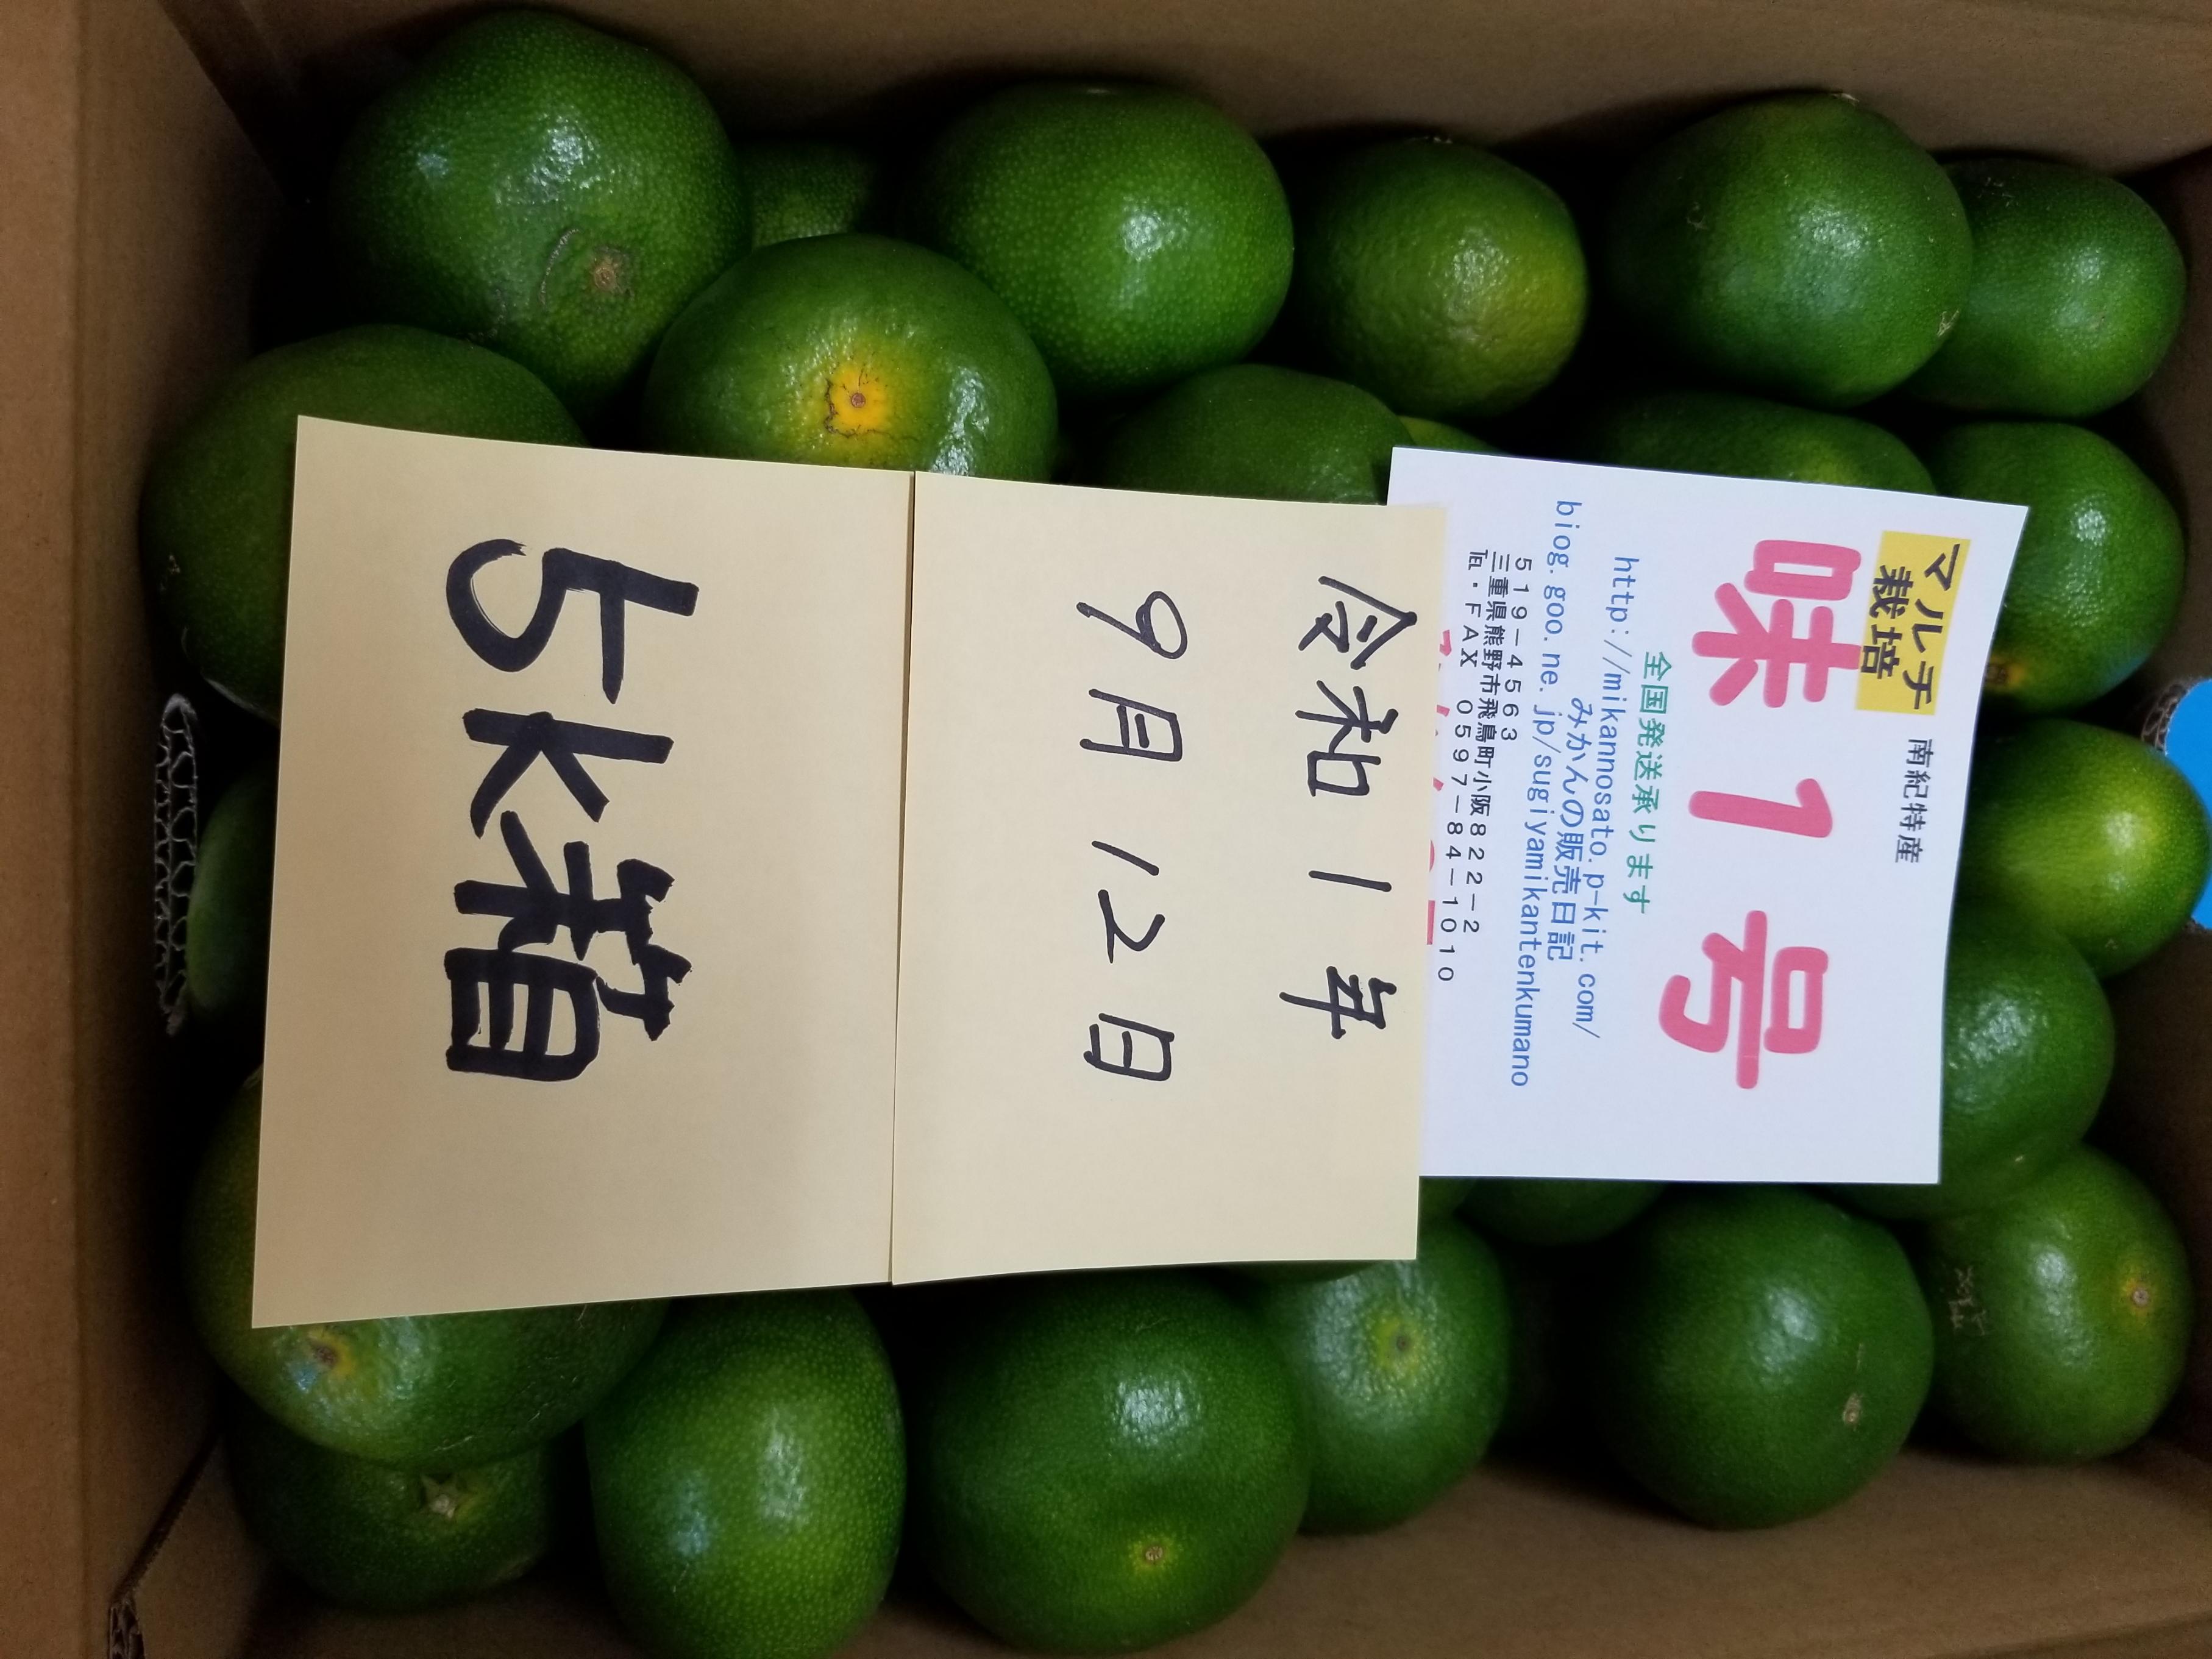 マルチ
栽培
南紀特産
味1号
全国発送承ります
http://mikannosato.p-kit.com/
みかんの販売日記
biog.goo.ne.jp/sugiyamikantenkumano
519-4563
三重県熊野市飛鳥町小阪822-2
℡・FAX 0597-84-1010
令和1年
9月12日
5K箱